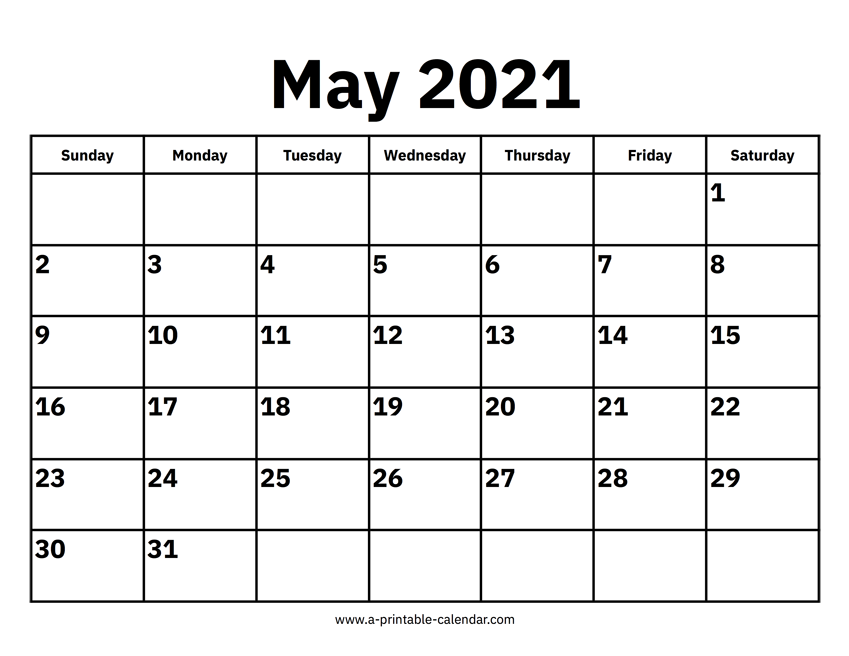 May 2021
Sunday Monday Tuesday Wednesday Thursday Friday Saturday
1
2 3 4 5 6 7 8
9 10 11 12 13 14 15
16 17 18 19 20 21 22
23 24 25 26 27 28 29
30 31
www.a-printable-calendar.com